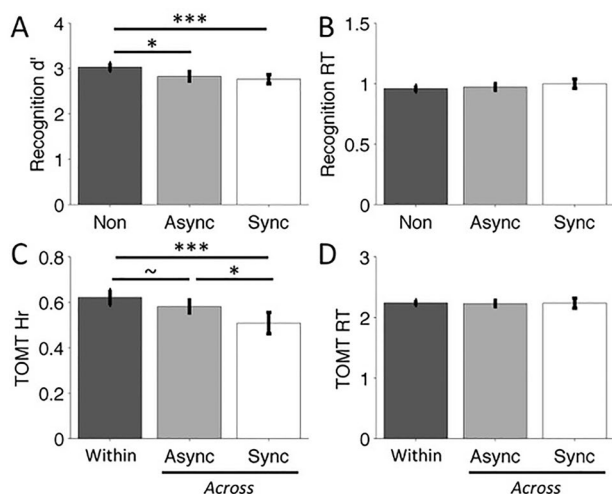 A
Recognition d'
4
3
2
1
0
*
***
Non Async Sync
B
Recognition RT
1.5
1
0.5
0
Non Async Sync
C
TOMT Hr
0.8
0.6
0.4
0.2
0
***
~ *
Within Async Sync
Across
D
TOMT RT
3
2
1
0
Within Async Sync
Across